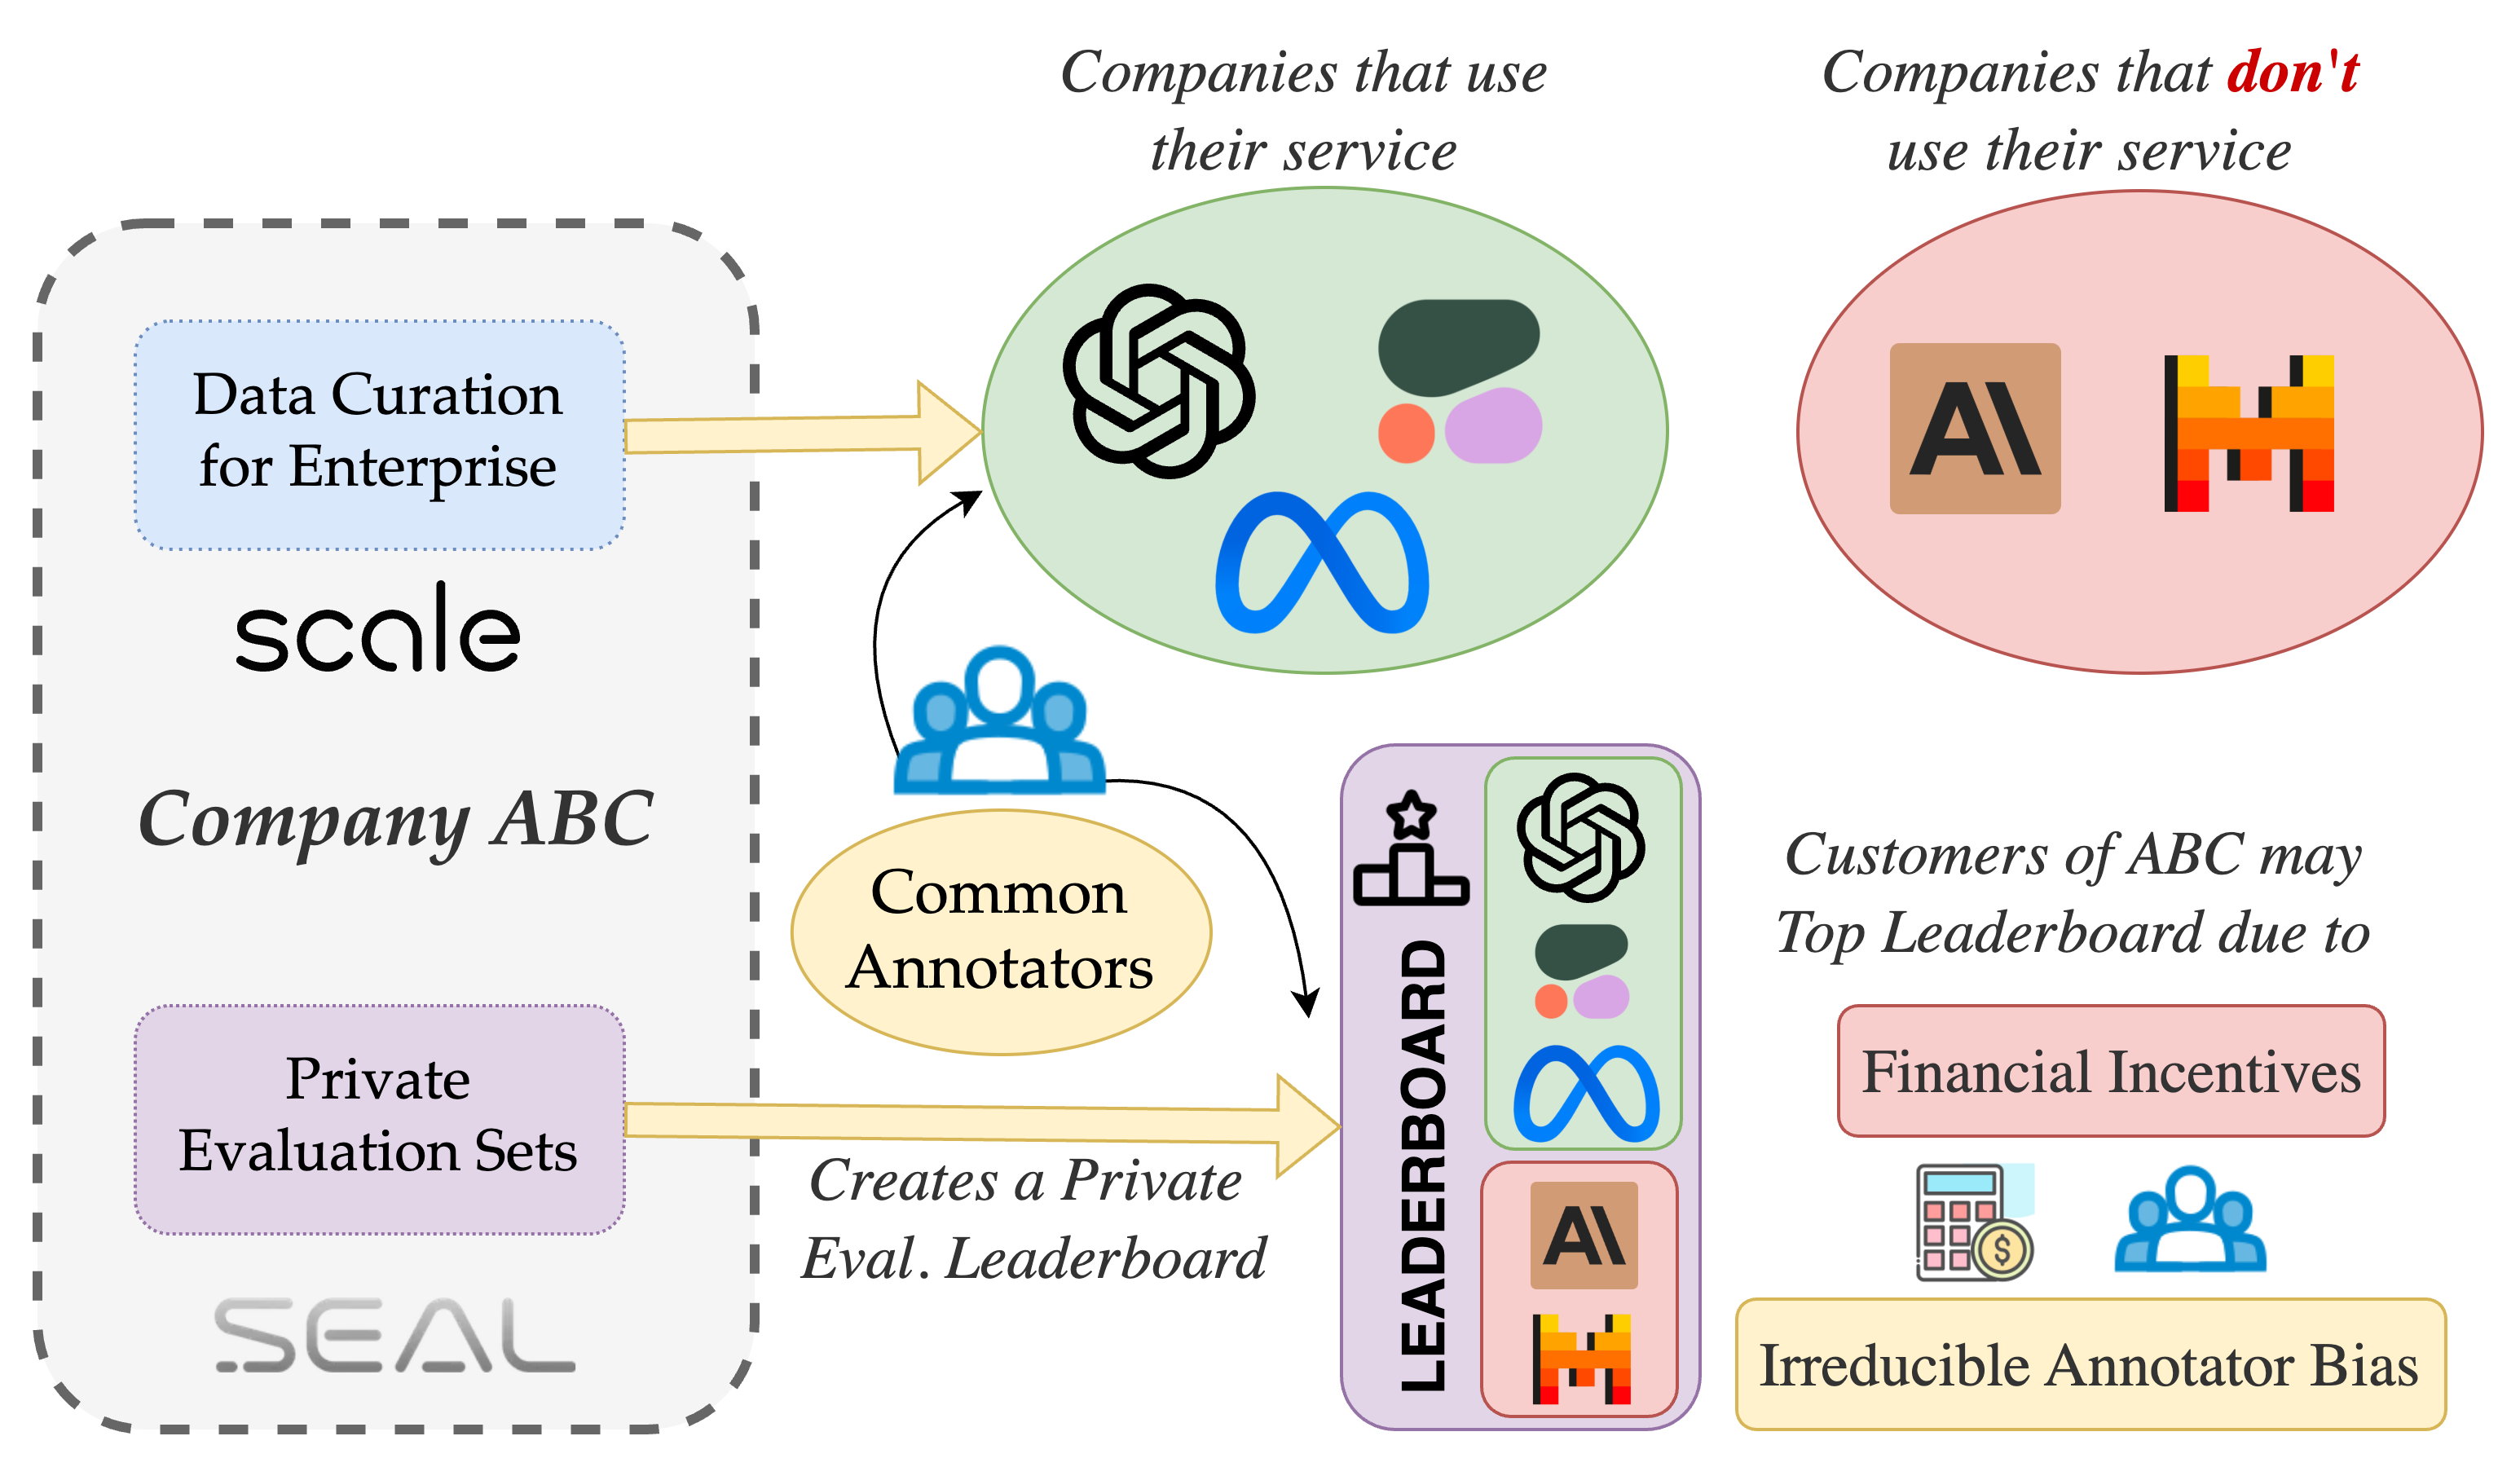 Companies that use
their service
Companies that don't
use their service
Data Curation
for Enterprise
scale
Company ABC
Common
Annotators
Private
Evaluation Sets
SEAL
Creates a Private
Eval. Leaderboard
LEADERBOARD
AI
AI
Customers of ABC may
Top Leaderboard due to
Financial Incentives
$
Irreducible Annotator Bias